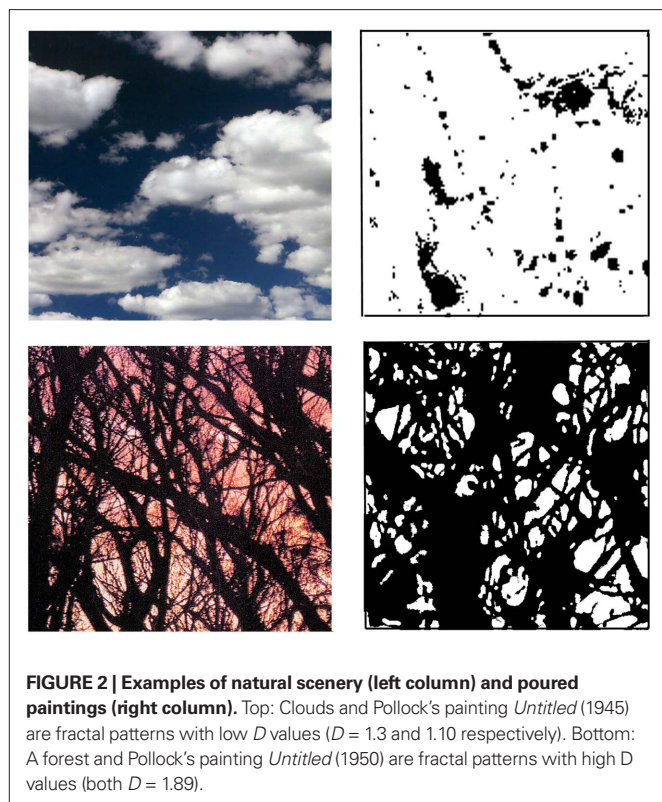 FIGURE 2 | Examples of natural scenery (left column) and poured
paintings (right column). Top: Clouds and Pollock's painting Untitled (1945)
are fractal patterns with low D values (D = 1.3 and 1.10 respectively). Bottom:
A forest and Pollock's painting Untitled (1950) are fractal patterns with high D
values (both D = 1.89).